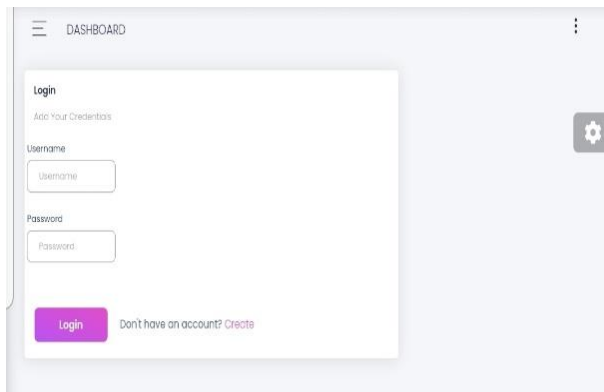 DASHBOARD
Login
Add Your Credentials
Username
Username
Password
Password
Login Don't have an account? Create